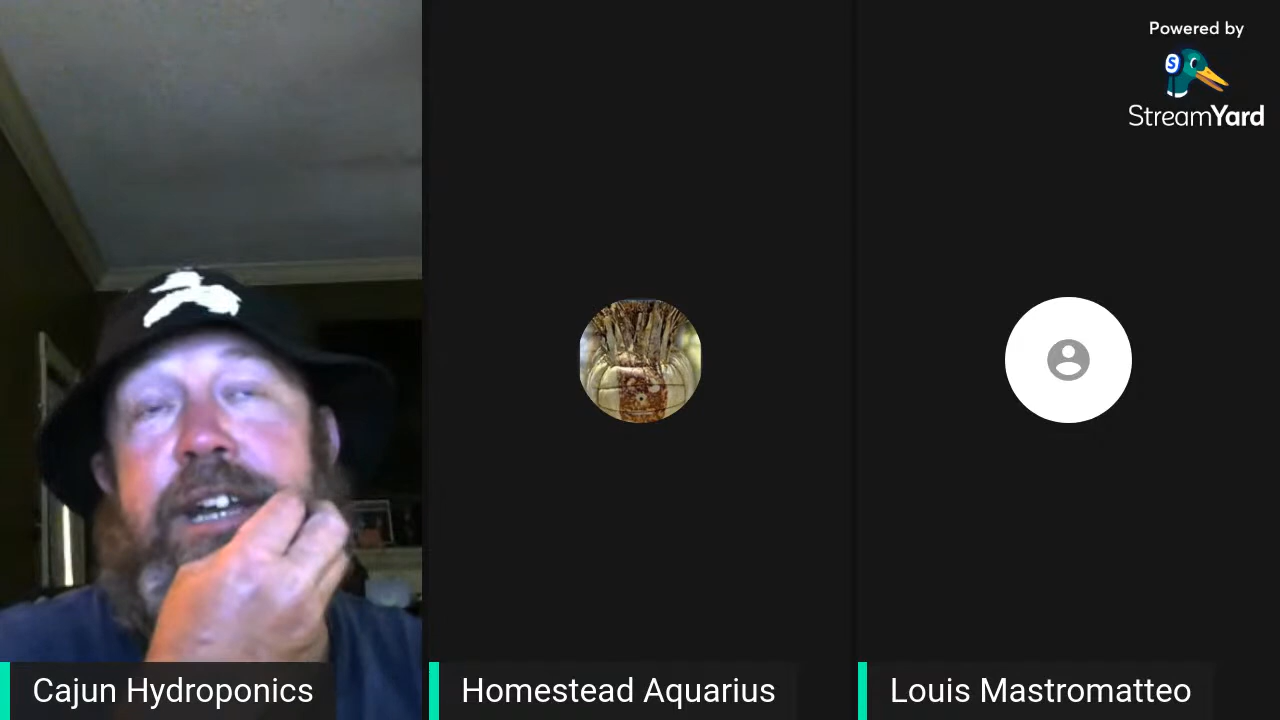 Powered by
S
StreamYard
Cajun Hydroponics
Homestead Aquarius
Louis Mastromatteo